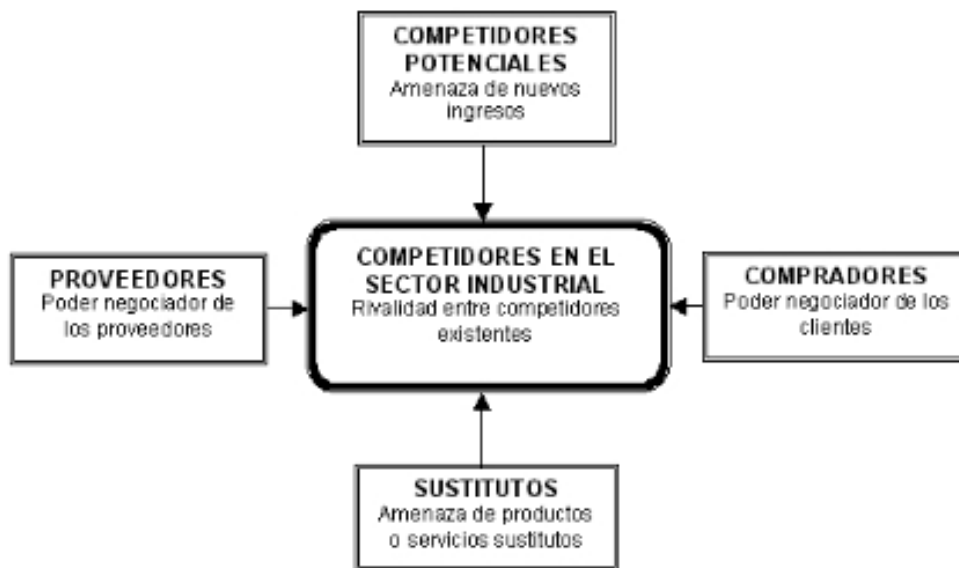 COMPETIDORES
POTENCIALES
Amenaza de nuevos
ingresos
PROVEEDORES
Poder negociador de
los proveedores
COMPETIDORES EN EL
SECTOR INDUSTRIAL
Rivalidad entre competidores
existentes
COMPRADORES
Poder negociador de los
clientes
SUSTITUTOS
Amenaza de productos
o servicios sustitutos